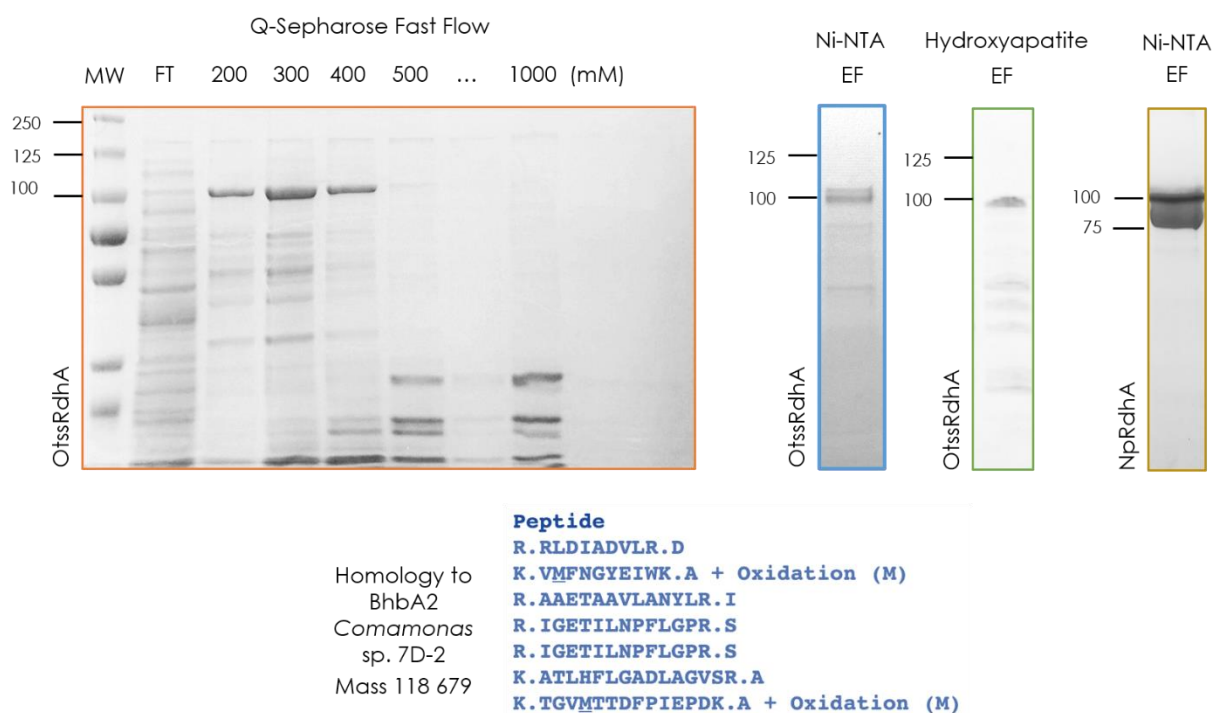 Q-Sepharose Fast Flow
MW FT 200 300 400 500 ... 1000 (mM)
250
125
100
OtssRdhA
Ni-NTA
EF
125
100
OtssRdhA
Hydroxyapatite
EF
125
100
OtssRdhA
Ni-NTA
EF
100
75
NpRdhA
Homology to
BhbA2
Comamonas
sp. 7D-2
Mass 118 679
Peptide
R.RLDIADVLR.D
K.VMFNGYEIWK.A + Oxidation (M)
R.AAETAAVLANYLR.I
R.IGETILNPFLGPR.S
R.IGETILNPFLGPR.S
K.ATLHFLGADLAGVSR.A
K.TGVMTTDFPIEPDK.A + Oxidation (M)